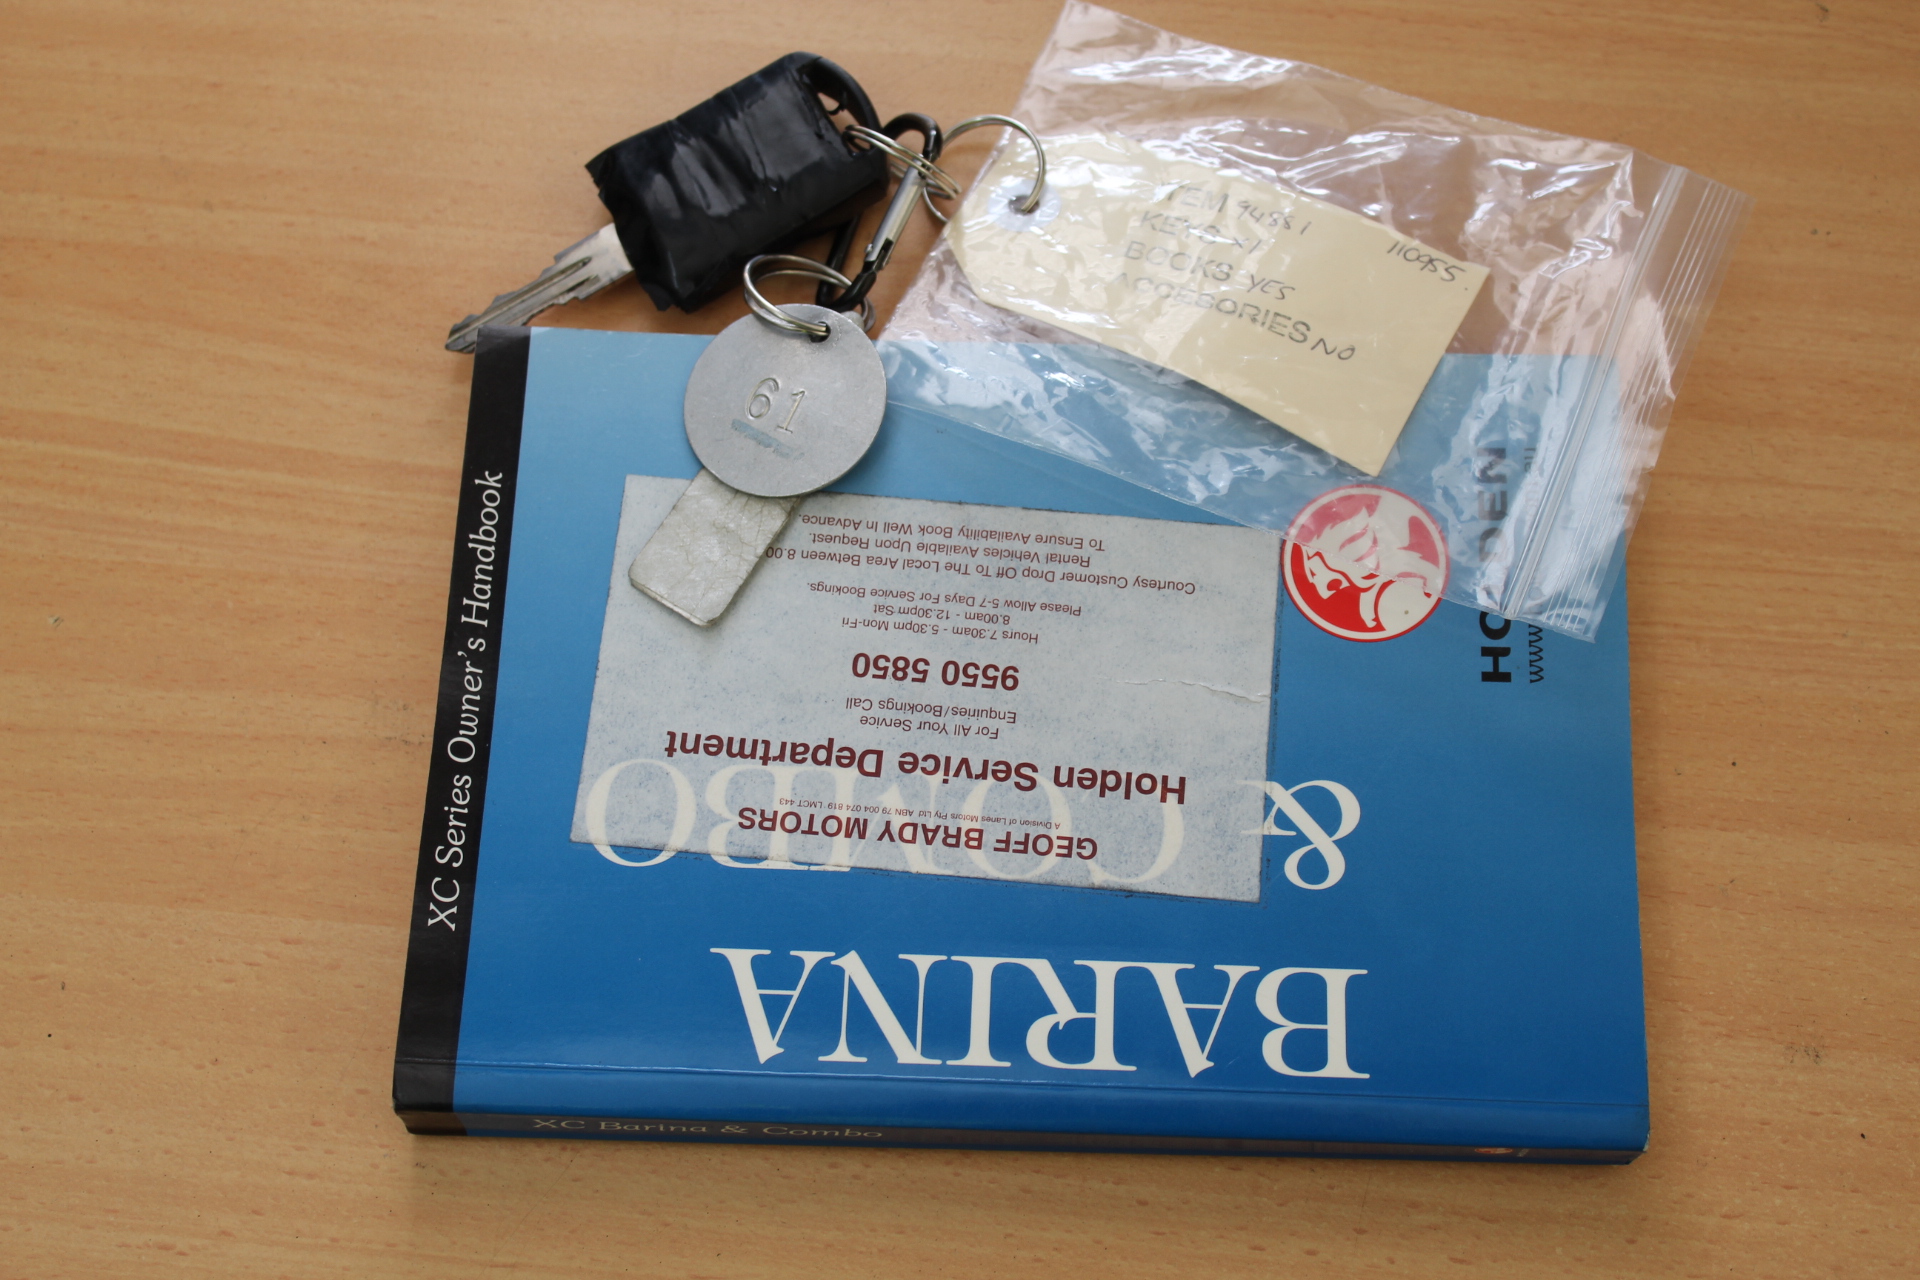 ITEM 94881
110955.
KEYS x1
BOOKS YES
ACCESORIES NO
61
XC Series Owner's Handbook
BARINA
& COMBO
GEOFF BRADY MOTORS
A Division of Lanes Motors Pty Ltd ABN 79 004 074 819 LMCT 443
Holden Service Department
For All Your Service
Enquiries/Bookings Call
9550 5850
Hours 7.30am - 5.30pm Mon-Fri
8.00am - 12.30pm Sat
Please Allow 5-7 Days For Service Bookings.
Courtesy Customer Drop Off To The Local Area Between 8.00
Rental Vehicles Available Upon Request.
To Ensure Availability Book Well In Advance.
HOLDEN
www
XC Barina & Combo